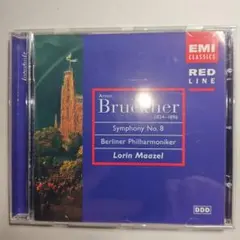 Anton
Bruckner
1824-1896
Symphony No. 8
Berliner Philharmoniker
Lorin Maazel
EMI
CLASSICS
RED
LINE
DDD